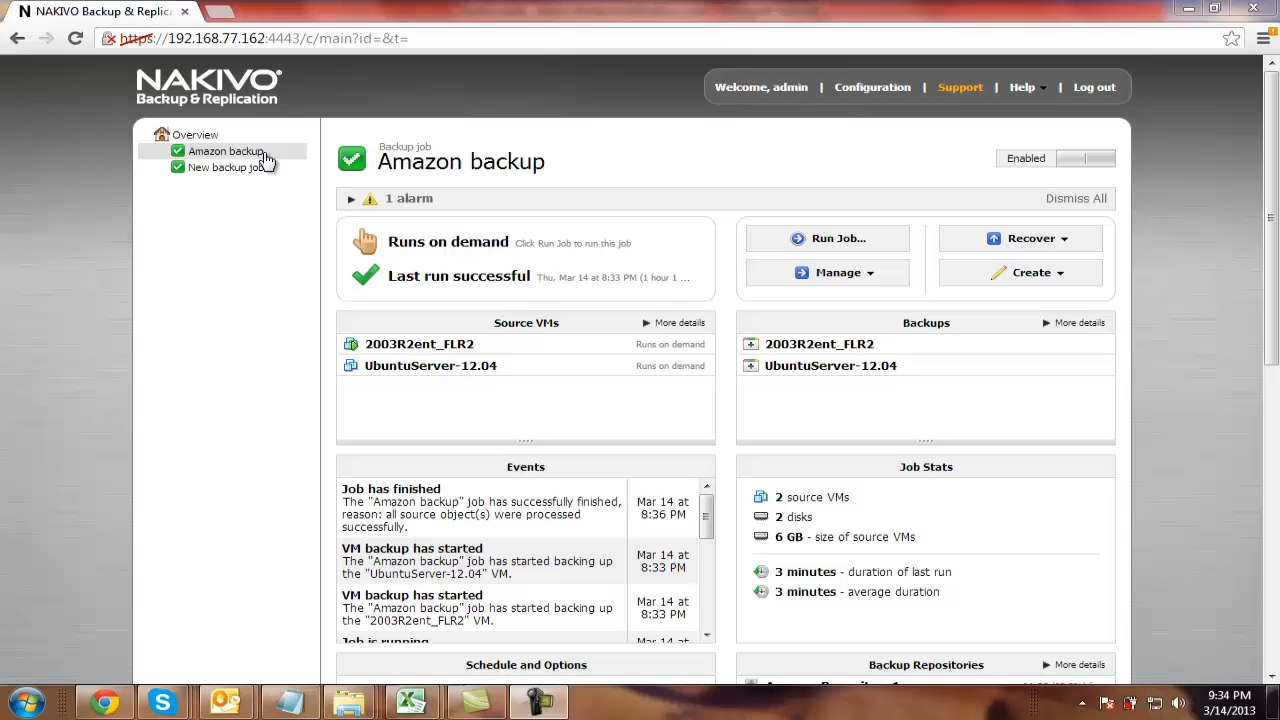 NAKIVO Backup & Replica
https://192.168.77.162:4443/c/main?id=&t=
NAKIVO®
Backup & Replication
Welcome, admin | Configuration | Support | Help | Log out
Overview
Amazon backup
New backup job
Backup job
Amazon backup
Enabled
1 alarm
Dismiss All
Runs on demand Click Run Job to run this job
Last run successful Thu, Mar 14 at 8:33 PM (1 hour 1 ...
Run Job...
Recover
Manage
Create
Source VMs
More details
2003R2ent_FLR2
Runs on demand
UbuntuServer-12.04
Runs on demand
Backups
More details
2003R2ent_FLR2
UbuntuServer-12.04
Events
Job has finished
The "Amazon backup" job has successfully finished,
reason: all source object(s) were processed
successfully.
Mar 14 at
8:36 PM
VM backup has started
The "Amazon backup" job has started backing up
the "UbuntuServer-12.04" VM.
Mar 14 at
8:33 PM
VM backup has started
The "Amazon backup" job has started backing up
the "2003R2ent_FLR2" VM.
Mar 14 at
8:33 PM
Job is running
Mar 14 at
Job Stats
2 source VMs
2 disks
6 GB - size of source VMs
3 minutes - duration of last run
3 minutes - average duration
Schedule and Options
Backup Repositories
More details
9:34 PM
3/14/2013